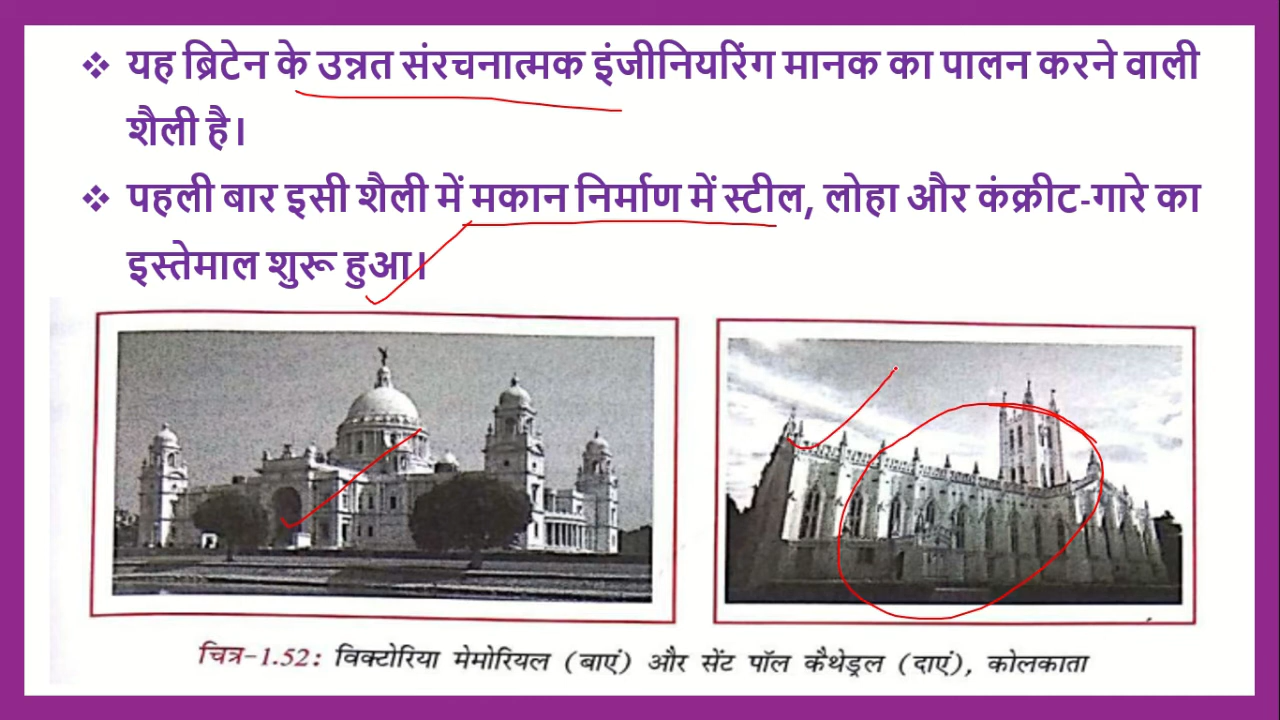 ❖ यह ब्रिटेन के उन्नत संरचनात्मक इंजीनियरिंग मानक का पालन करने वाली
शैली है।
❖ पहली बार इसी शैली में मकान निर्माण में स्टील, लोहा और कंक्रीट-गारे का
इस्तेमाल शुरू हुआ।
चित्र-1.52: विक्टोरिया मेमोरियल (बाएं) और सेंट पॉल कैथेड्रल (दाएं), कोलकाता